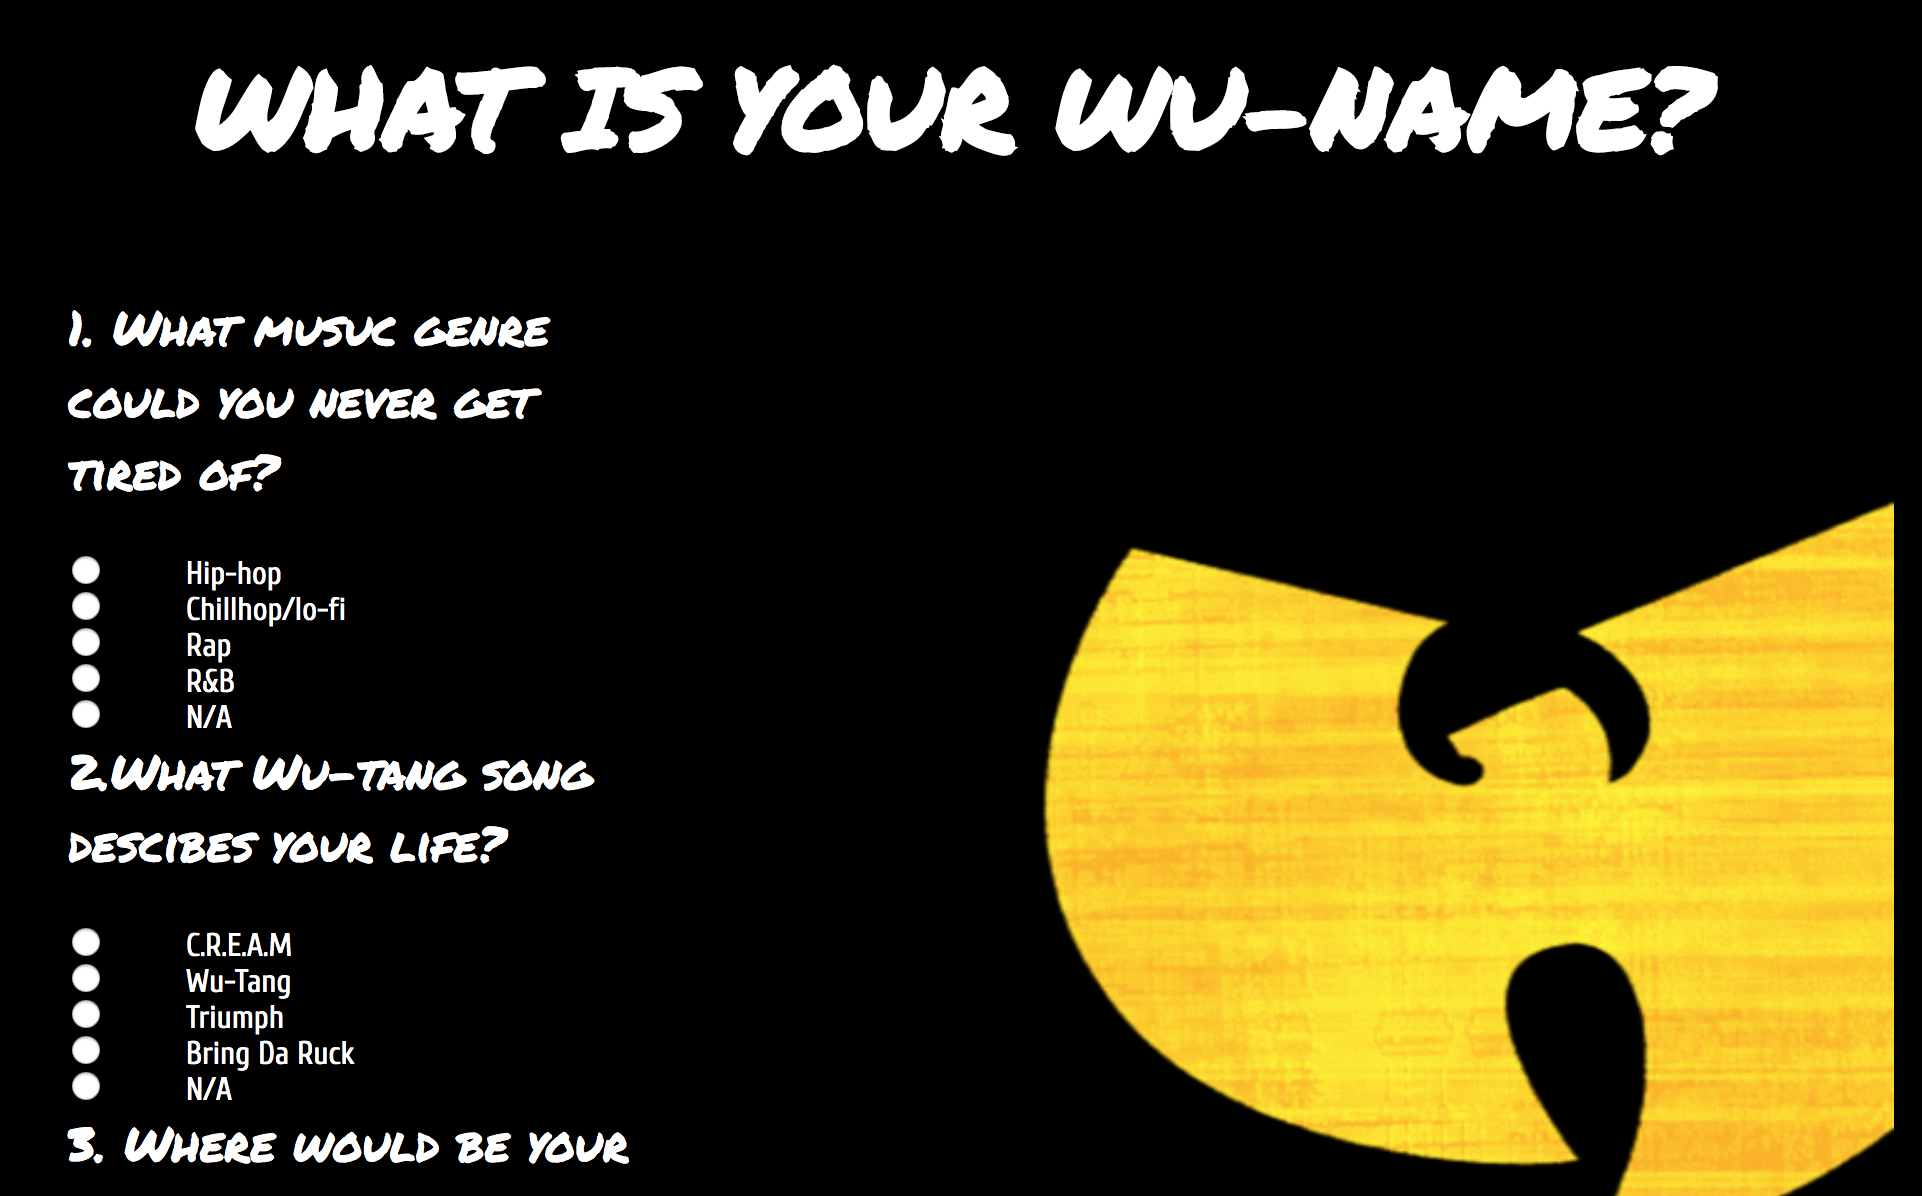 WHAT IS YOUR WU-NAME?
1. WHAT MUSUC GENRE
COULD YOU NEVER GET
TIRED OF?
Hip-hop
Chillhop/lo-fi
Rap
R&B
N/A
2.WHAT WU-TANG SONG
DESCIBES YOUR LIFE?
C.R.E.A.M
Wu-Tang
Triumph
Bring Da Ruck
N/A
3. WHERE WOULD BE YOUR